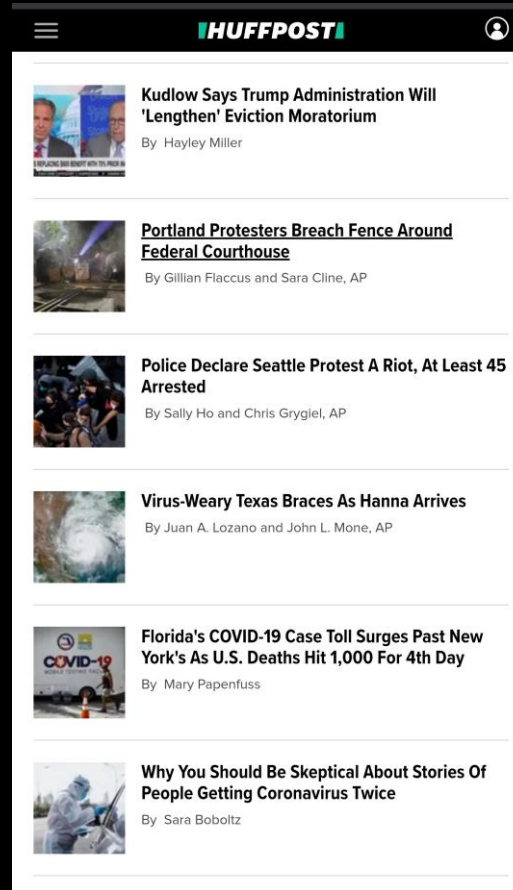 HUFFPOST
Kudlow Says Trump Administration Will
'Lengthen' Eviction Moratorium
By Hayley Miller
Portland Protesters Breach Fence Around
Federal Courthouse
By Gillian Flaccus and Sara Cline, AP
Police Declare Seattle Protest A Riot, At Least 45
Arrested
By Sally Ho and Chris Grygiel, AP
Virus-Weary Texas Braces As Hanna Arrives
By Juan A. Lozano and John L. Mone, AP
COVID-19
MOBILE TESTING
Florida's COVID-19 Case Toll Surges Past New
York's As U.S. Deaths Hit 1,000 For 4th Day
By Mary Papenfuss
Why You Should Be Skeptical About Stories Of
People Getting Coronavirus Twice
By Sara Boboltz